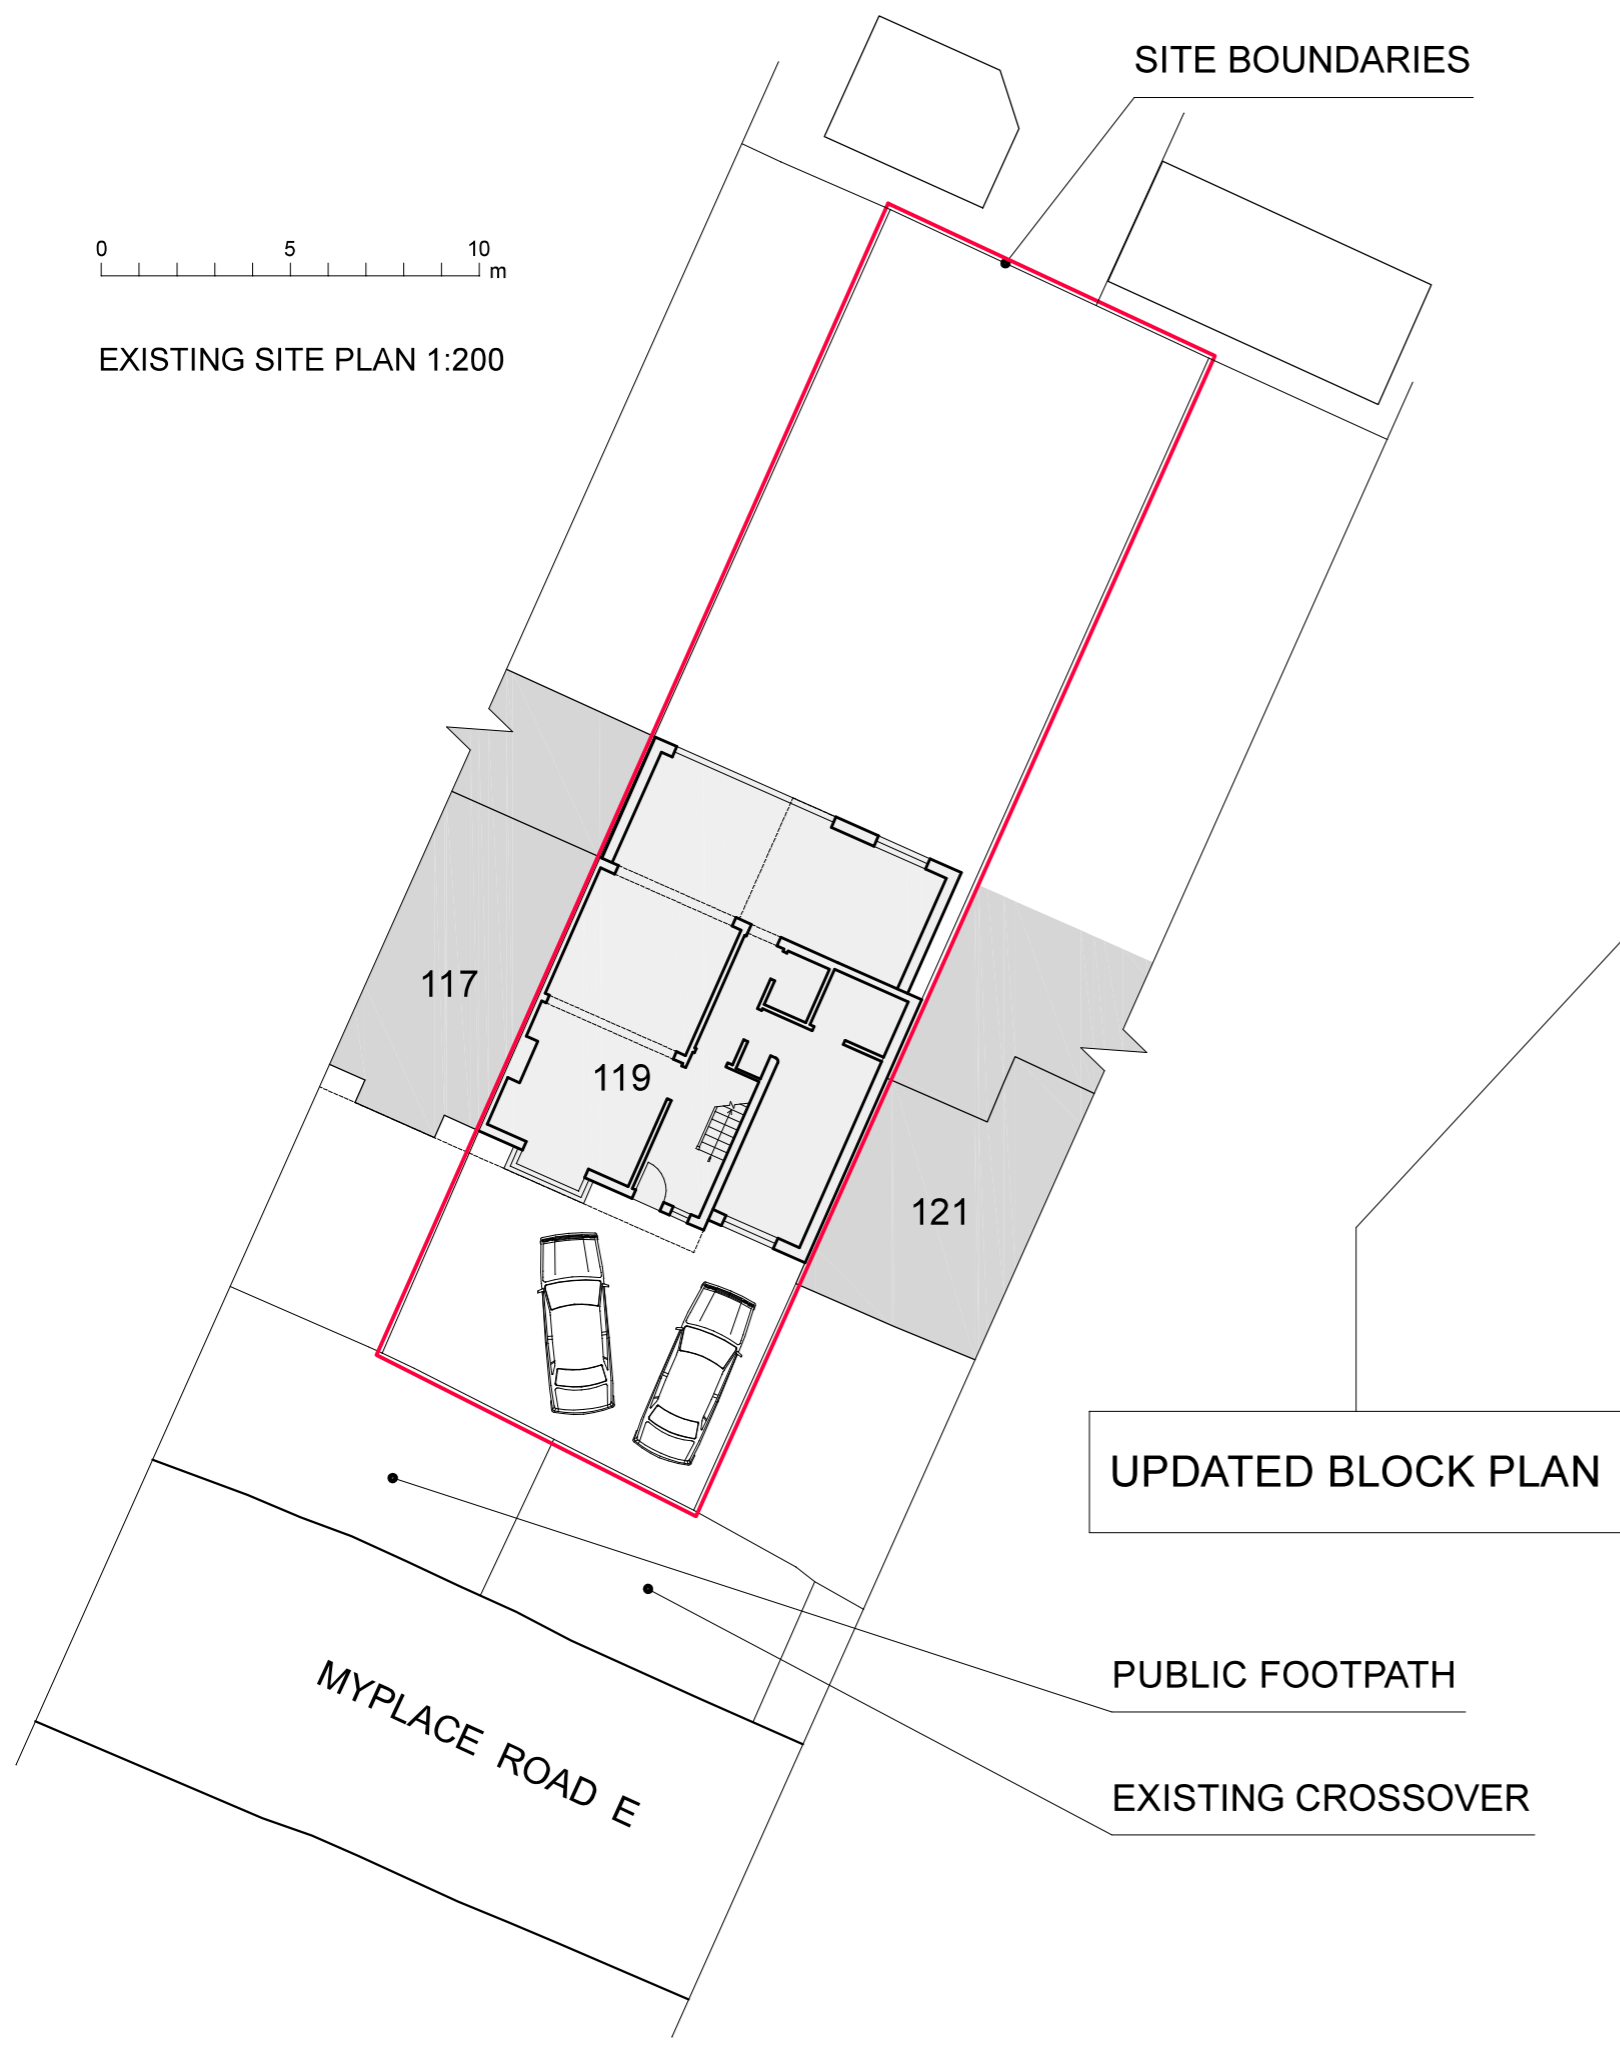 SITE BOUNDARIES
0 5 10
m
EXISTING SITE PLAN 1:200
117
119
121
UPDATED BLOCK PLAN
PUBLIC FOOTPATH
MYPLACE ROAD E
EXISTING CROSSOVER